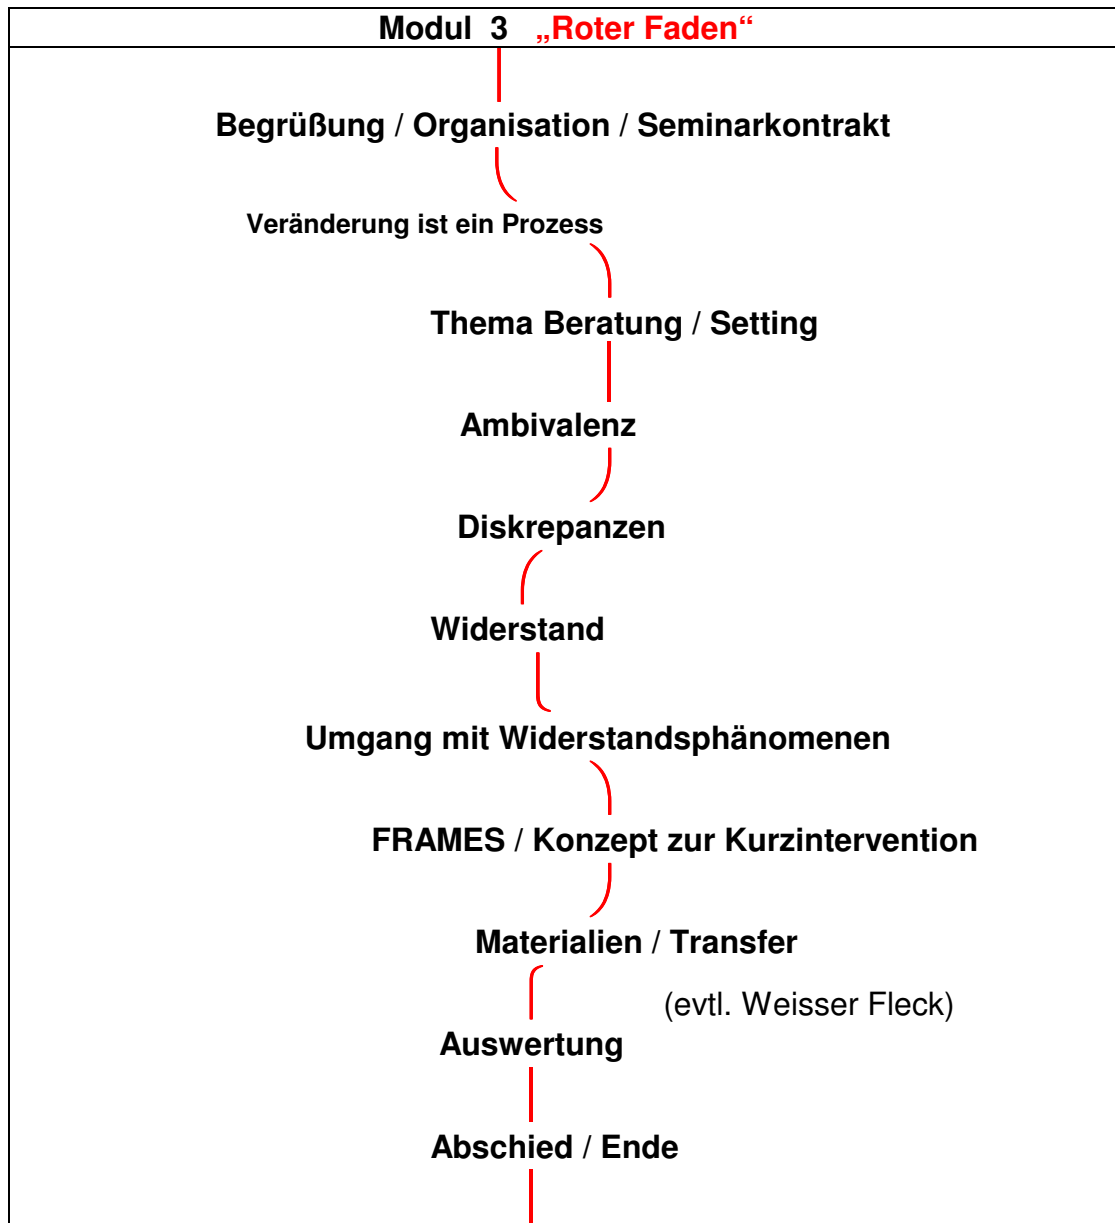 Modul 3 „Roter Faden“
Begrüßung / Organisation / Seminarkontrakt
Veränderung ist ein Prozess
Thema Beratung / Setting
Ambivalenz
Diskrepanzen
Widerstand
Umgang mit Widerstandsphänomenen
FRAMES / Konzept zur Kurzintervention
Materialien / Transfer
(evtl. Weisser Fleck)
Auswertung
Abschied / Ende